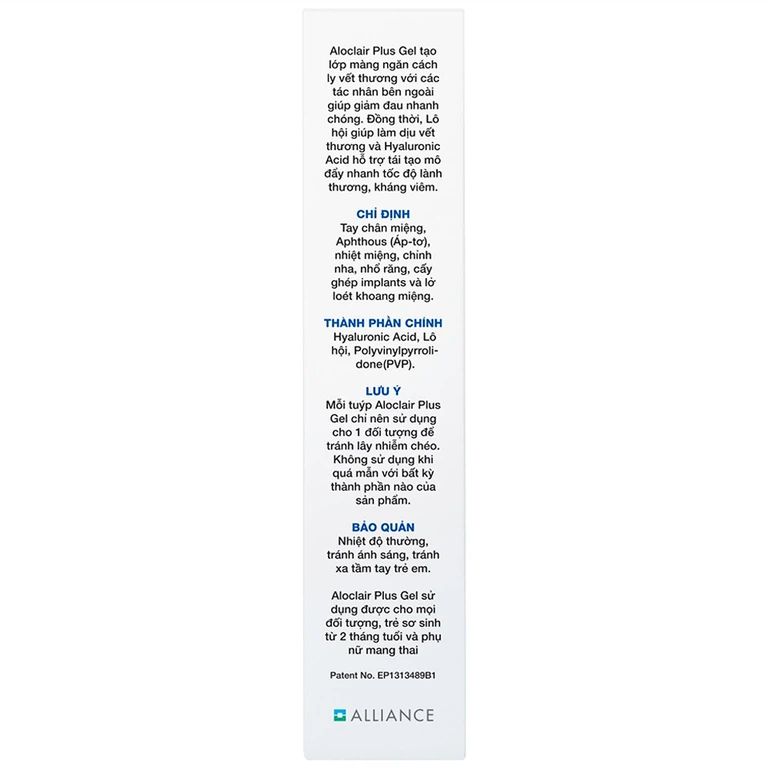 Aloclair Plus Gel tạo
lớp màng ngăn cách
ly vết thương với các
tác nhân bên ngoài
giúp giảm đau nhanh
chóng. Đồng thời, Lô
hội giúp làm dịu vết
thương và Hyaluronic
Acid hỗ trợ tái tạo mô
đẩy nhanh tốc độ lành
thương, kháng viêm.
CHỈ ĐỊNH
Tay chân miệng,
Aphthous (Áp-tơ),
nhiệt miệng, chỉnh
nha, nhổ răng, cấy
ghép implants và lở
loét khoang miệng.
THÀNH PHẦN CHÍNH
Hyaluronic Acid, Lô
hội, Polyvinylpyrroli-
done(PVP).
LƯU Ý
Mỗi tuýp Aloclair Plus
Gel chỉ nên sử dụng
cho 1 đối tượng để
tránh lây nhiễm chéo.
Không sử dụng khi
quá mẫn với bất kỳ
thành phần nào của
sản phẩm.
BẢO QUẢN
Nhiệt độ thường,
tránh ánh sáng, tránh
xa tầm tay trẻ em.
Aloclair Plus Gel sử
dụng được cho mọi
đối tượng, trẻ sơ sinh
từ 2 tháng tuổi và phụ
nữ mang thai
Patent No. EP1313489B1
ALLIANCE